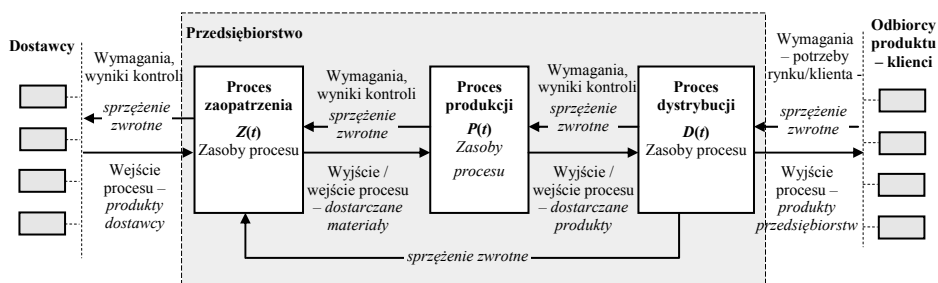 Dostawcy
Wymagania,
wyniki kontroli
sprzężenie
zwrotne
Wejście
procesu –
produkty
dostawcy
Przedsiębiorstwo
Proces
zaopatrzenia
Z(t)
Zasoby procesu
Wymagania,
wyniki kontroli
sprzężenie
zwrotne
Wyjście /
wejście procesu
– dostarczane
materiały
Proces
produkcji
P(t)
Zasoby
procesu
Wymagania,
wyniki kontroli
sprzężenie
zwrotne
Wyjście /
wejście procesu
– dostarczane
produkty
Proces
dystrybucji
D(t)
Zasoby procesu
sprzężenie zwrotne
Wymagania
– potrzeby
rynku/klienta
sprzężenie
zwrotne
Wyjście
procesu –
produkty
przedsiębiorstw
Odbiorcy
produktu
– klienci